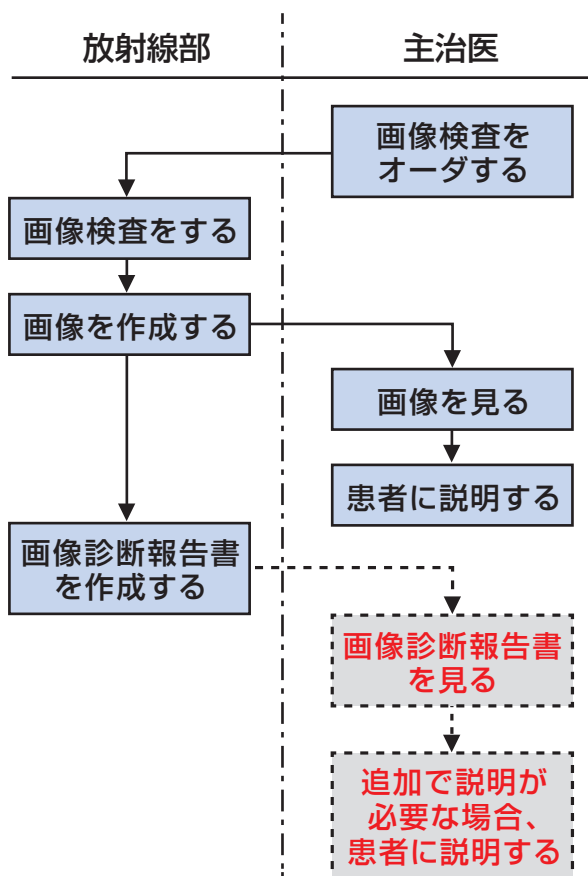 放射線部
主治医
画像検査を
オーダする
画像検査をする
画像を作成する
画像を見る
患者に説明する
画像診断報告書
を作成する
画像診断報告書
を見る
追加で説明が
必要な場合、
患者に説明する